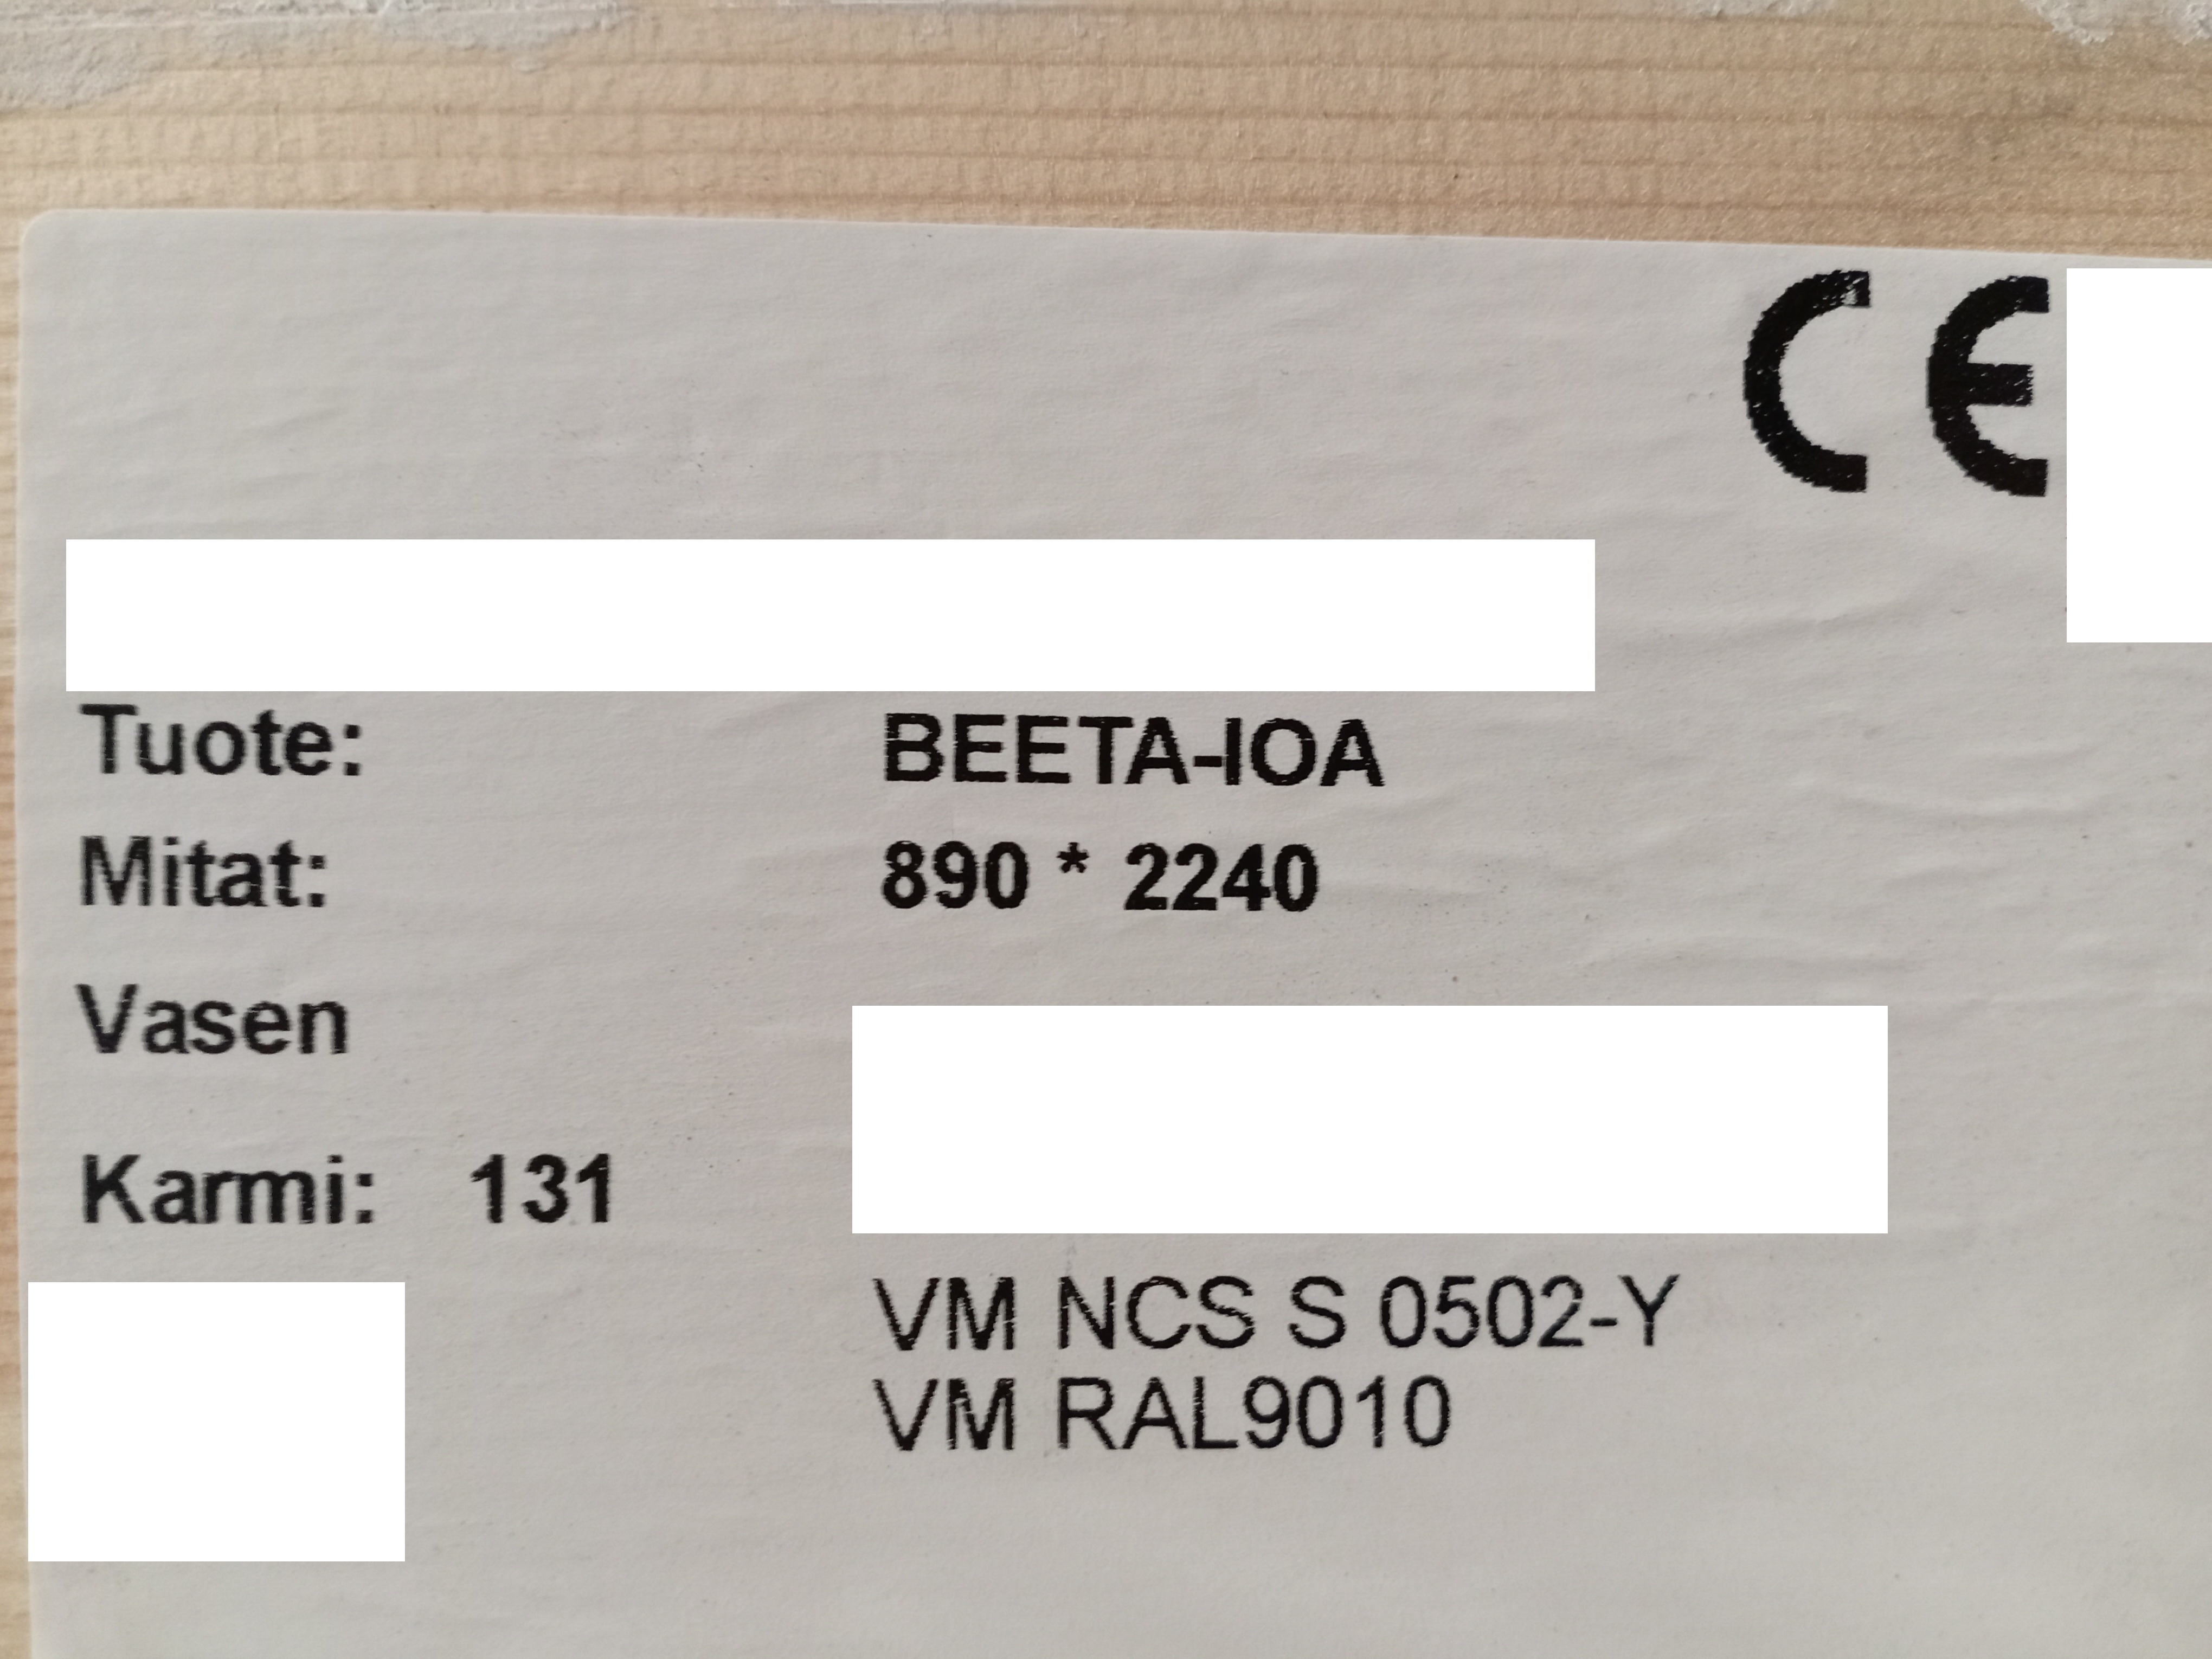 CE
Tuote: BEETA-IOA
Mitat: 890 * 2240
Vasen
Karmi: 131
VM NCS S 0502-Y
VM RAL9010